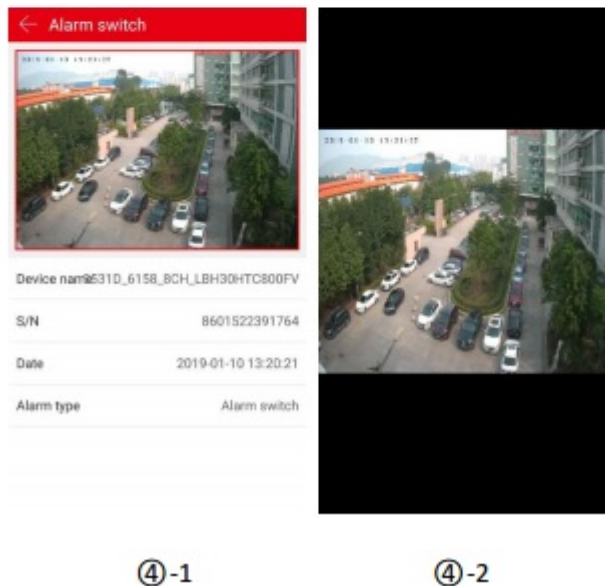 ← Alarm switch
Device name9531D_6158_8CH_LBH30HTC800FV
S/N 8601522391764
Date 2019-01-10 13:20:21
Alarm type Alarm switch
④-1 ④-2